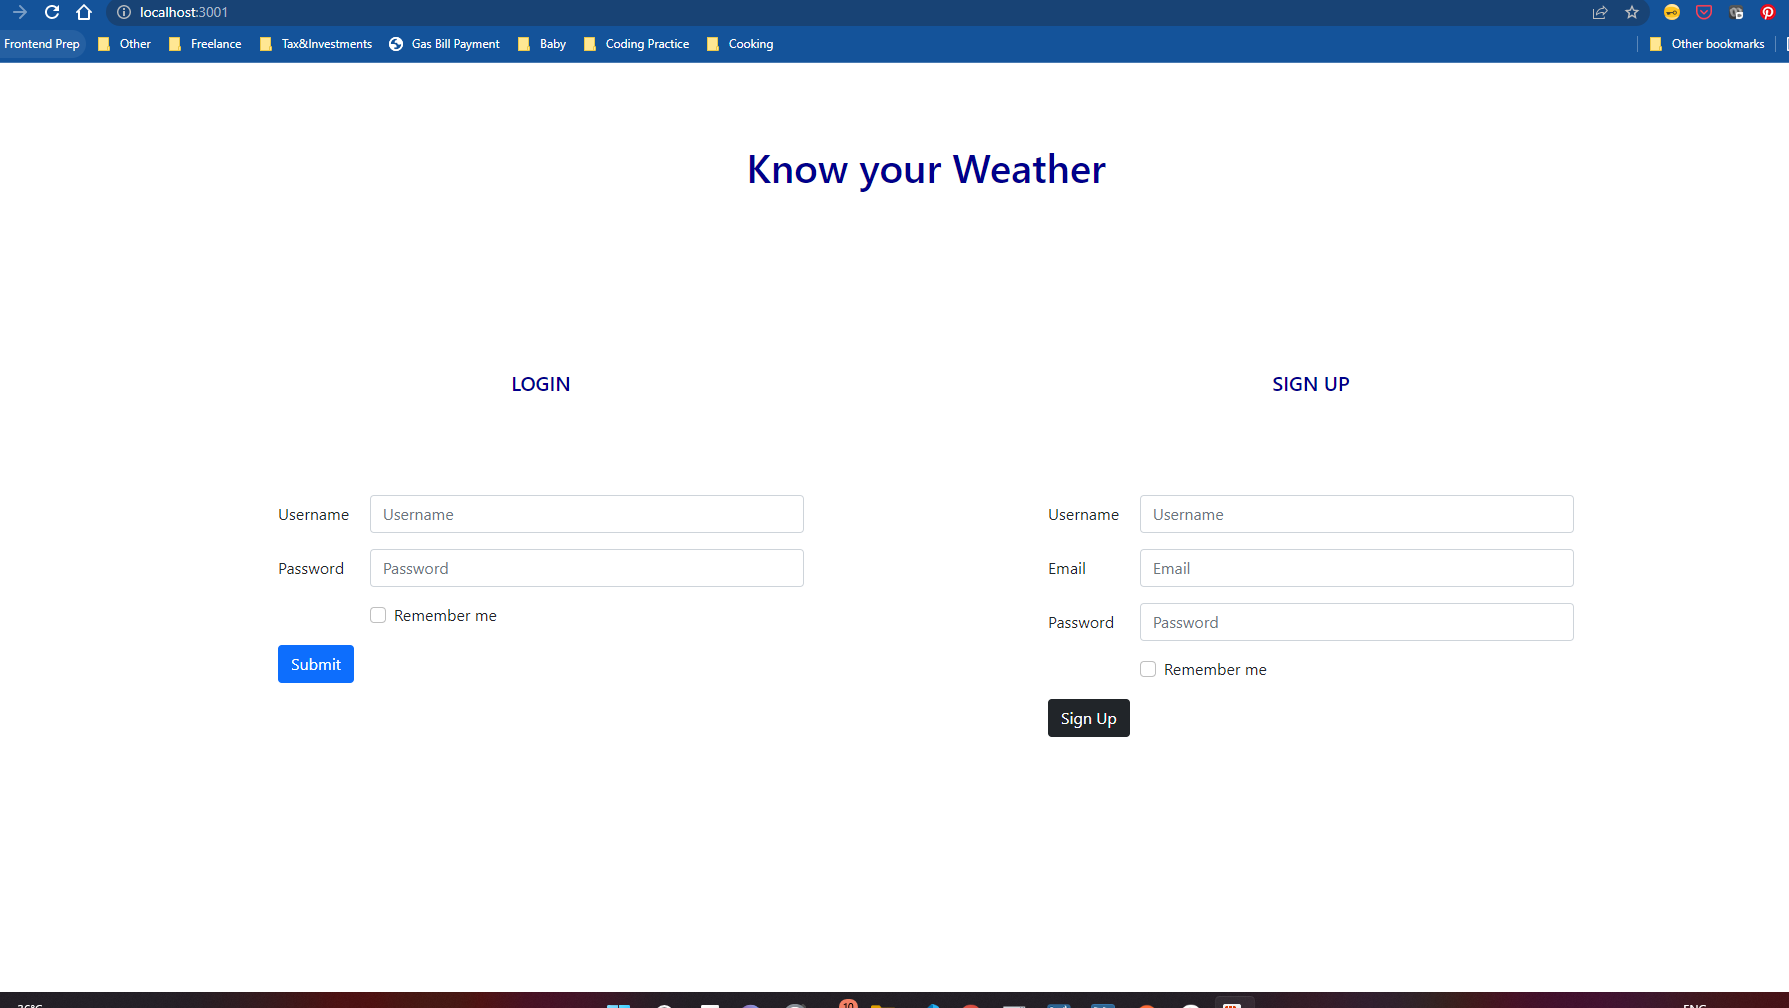 localhost:3001
Frontend Prep Other Freelance Tax&Investments Gas Bill Payment Baby Coding Practice Cooking Other bookmarks
Know your Weather
LOGIN
Username Username
Password Password
Remember me
Submit
SIGN UP
Username Username
Email Email
Password Password
Remember me
Sign Up
10